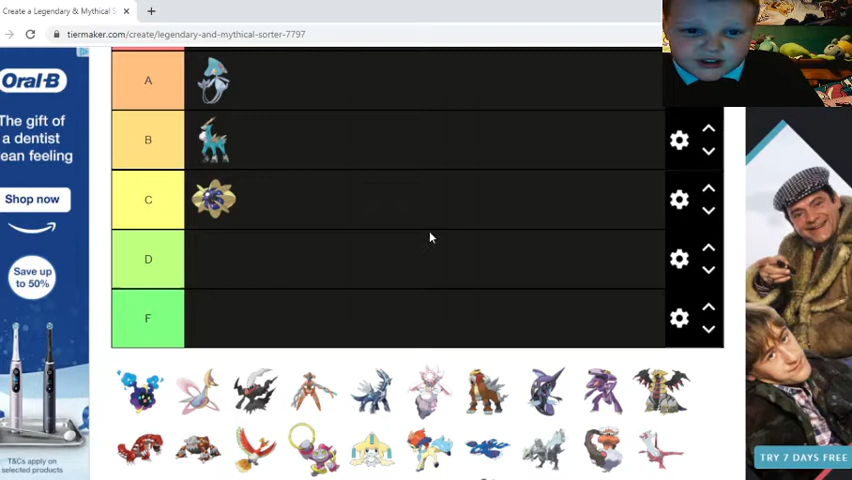 Create a Legendary & Mythical S
tiermaker.com/create/legendary-and-mythical-sorter-7797
Oral-B
The gift of
a dentist
ean feeling
Shop now
Save up
to 50%
T&Cs apply on
selected products
A
B
C
D
F
TRY 7 DAYS FREE